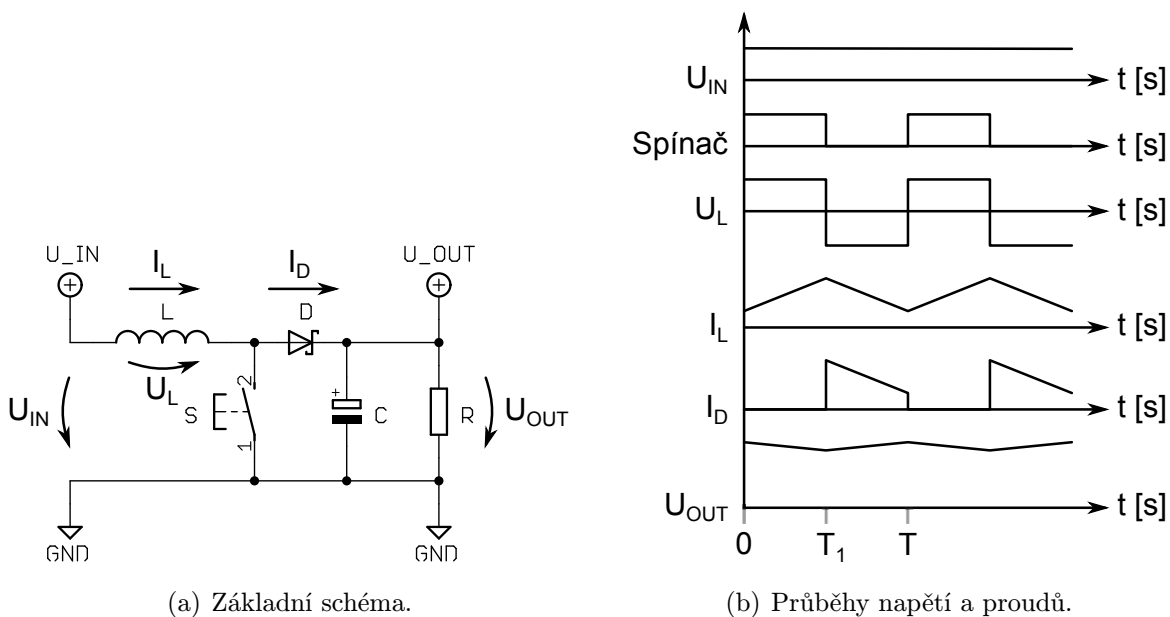 U_IN
I_L
I_D
U_OUT
L
D
U_L
U_IN
S
2
1
+
C
R
U_OUT
GND
GND
(a) Základní schéma.
U_IN
t [s]
Spínač
t [s]
U_L
t [s]
I_L
t [s]
I_D
t [s]
U_OUT
t [s]
0
T_1
T
(b) Průběhy napětí a proudů.